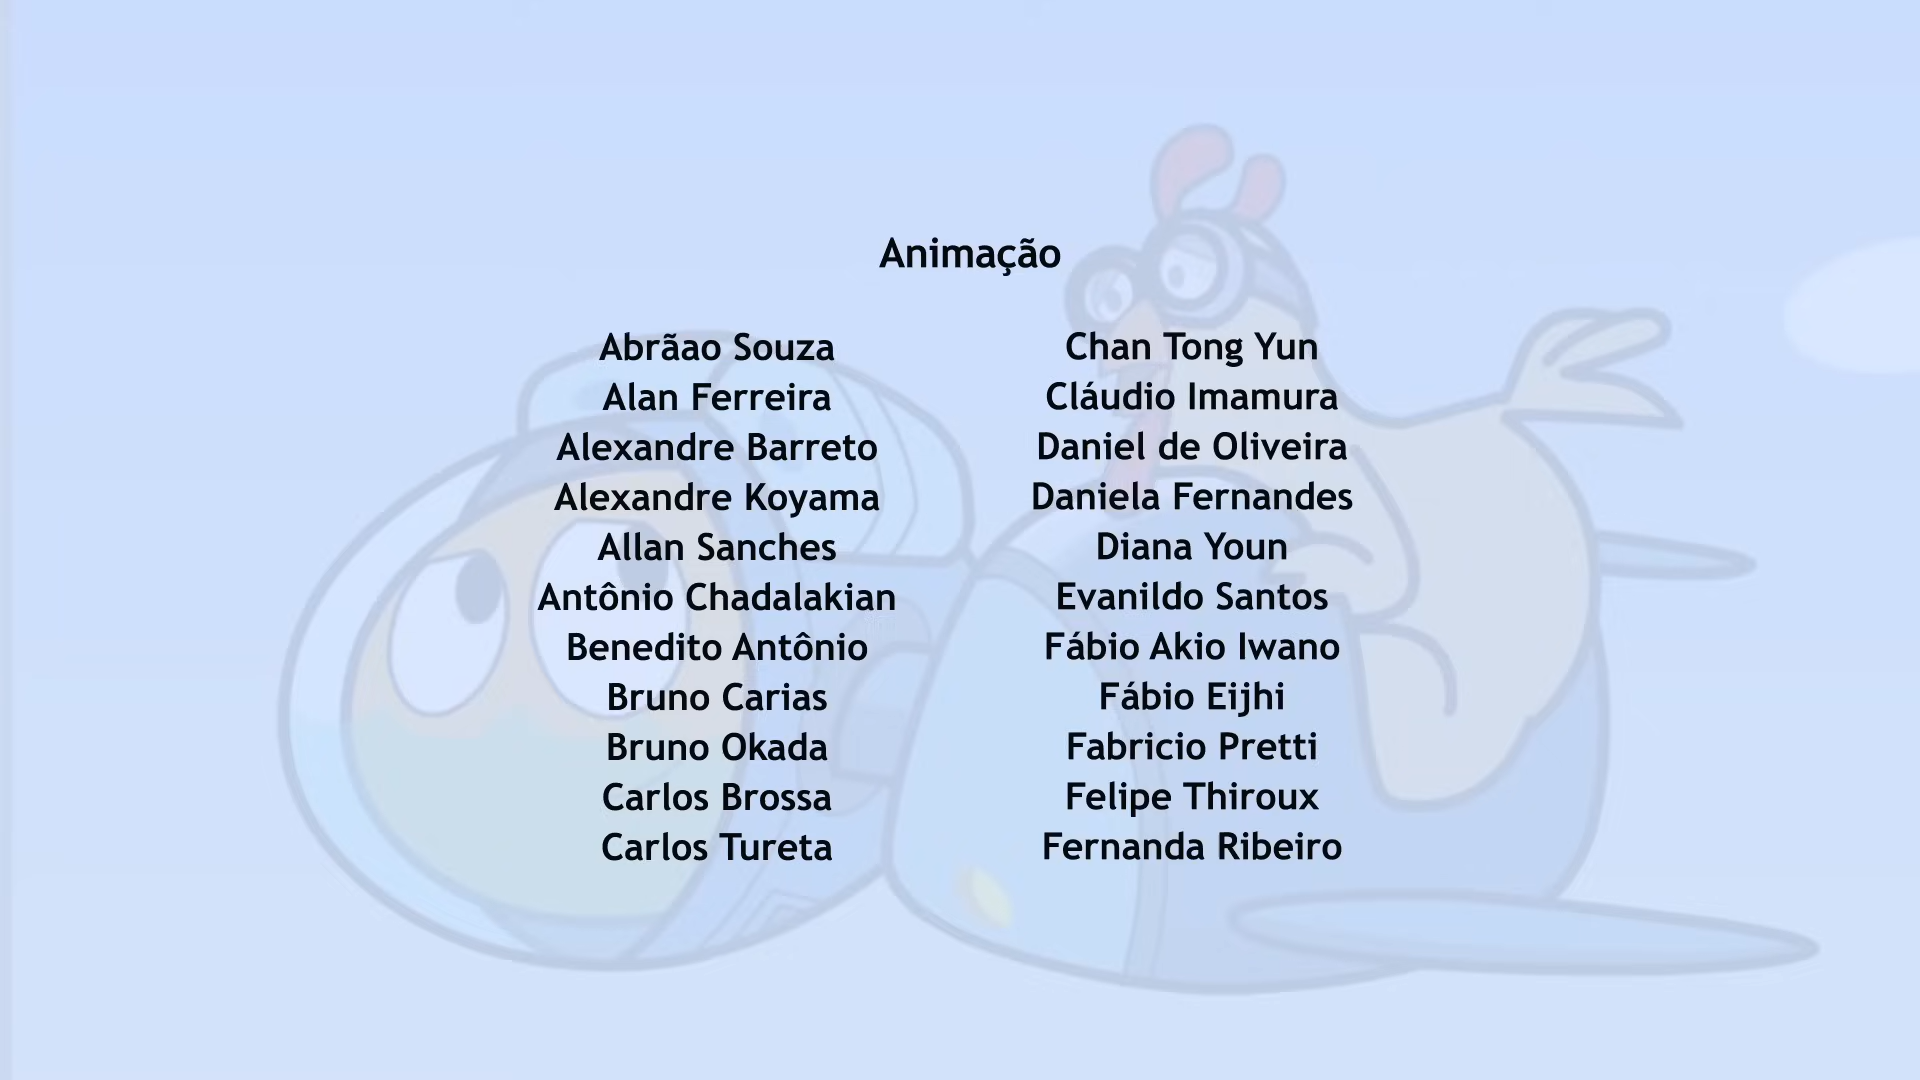 Animação
Abrãao Souza
Alan Ferreira
Alexandre Barreto
Alexandre Koyama
Allan Sanches
Antônio Chadalakian
Benedito Antônio
Bruno Carias
Bruno Okada
Carlos Brossa
Carlos Tureta
Chan Tong Yun
Cláudio Imamura
Daniel de Oliveira
Daniela Fernandes
Diana Youn
Evanildo Santos
Fábio Akio Iwano
Fábio Eijhi
Fabricio Pretti
Felipe Thiroux
Fernanda Ribeiro